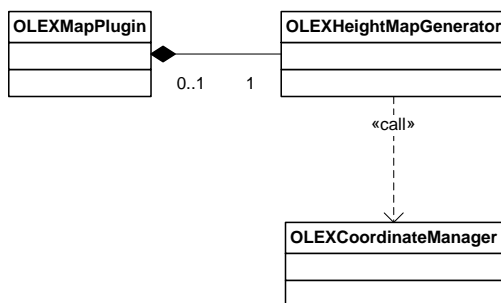 OLEXMapPlugin
OLEXHeightMapGenerator
0..1 1
«call»
OLEXCoordinateManager